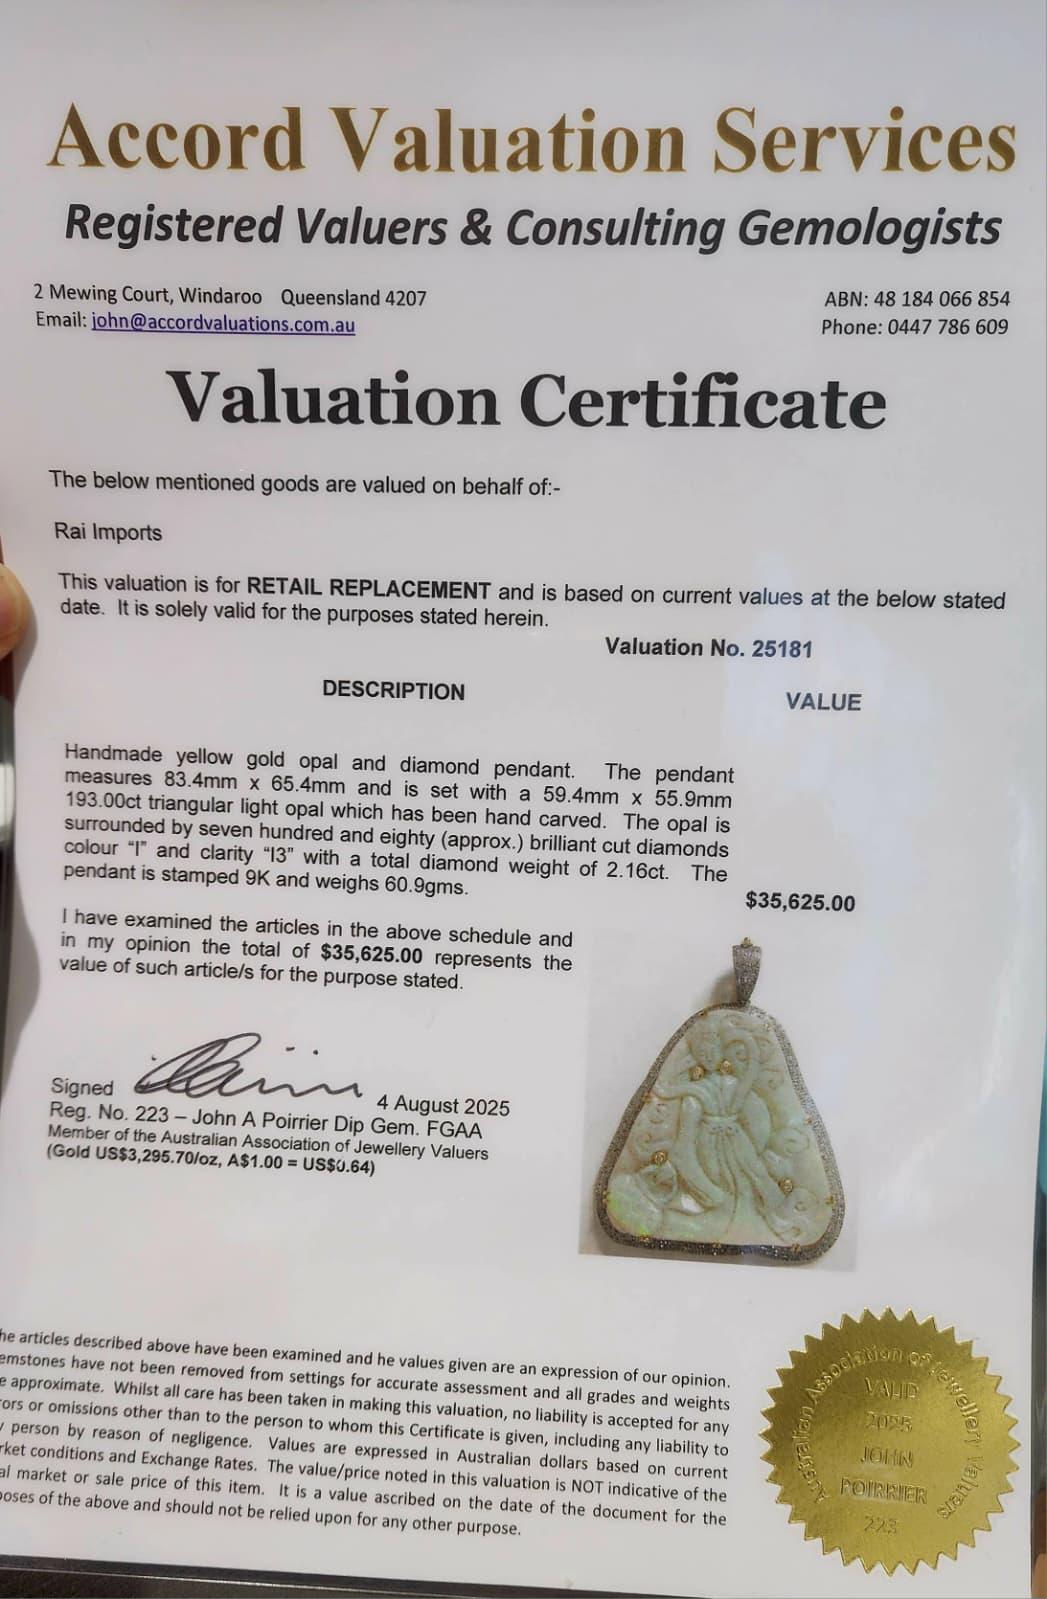 Accord Valuation Services
Registered Valuers & Consulting Gemologists
2 Mewing Court, Windaroo Queensland 4207
ABN: 48 184 066 854
Email: john@accordvaluations.com.au
Phone: 0447 786 609
Valuation Certificate
The below mentioned goods are valued on behalf of:-
Rai Imports
This valuation is for RETAIL REPLACEMENT and is based on current values at the below stated
date. It is solely valid for the purposes stated herein.
Valuation No. 25181
DESCRIPTION
VALUE
Handmade yellow gold opal and diamond pendant. The pendant
measures 83.4mm x 65.4mm and is set with a 59.4mm x 55.9mm
193.00ct triangular light opal which has been hand carved. The opal is
surrounded by seven hundred and eighty (approx.) brilliant cut diamonds
colour “I” and clarity “I3” with a total diamond weight of 2.16ct. The
pendant is stamped 9K and weighs 60.9gms.
$35,625.00
I have examined the articles in the above schedule and
in my opinion the total of $35,625.00 represents the
value of such article/s for the purpose stated.
Signed
4 August 2025
Reg. No. 223 – John A Poirrier Dip Gem. FGAA
Member of the Australian Association of Jewellery Valuers
(Gold US$3,295.70/oz, A$1.00 = US$0.64)
he articles described above have been examined and he values given are an expression of our opinion.
emstones have not been removed from settings for accurate assessment and all grades and weights
e approximate. Whilst all care has been taken in making this valuation, no liability is accepted for any
ors or omissions other than to the person to whom this Certificate is given, including any liability to
y person by reason of negligence. Values are expressed in Australian dollars based on current
rket conditions and Exchange Rates. The value/price noted in this valuation is NOT indicative of the
al market or sale price of this item. It is a value ascribed on the date of the document for the
poses of the above and should not be relied upon for any other purpose.
Australian Association of Jewellery Valuers
VALID
2025
JOHN
POIRRIER
223